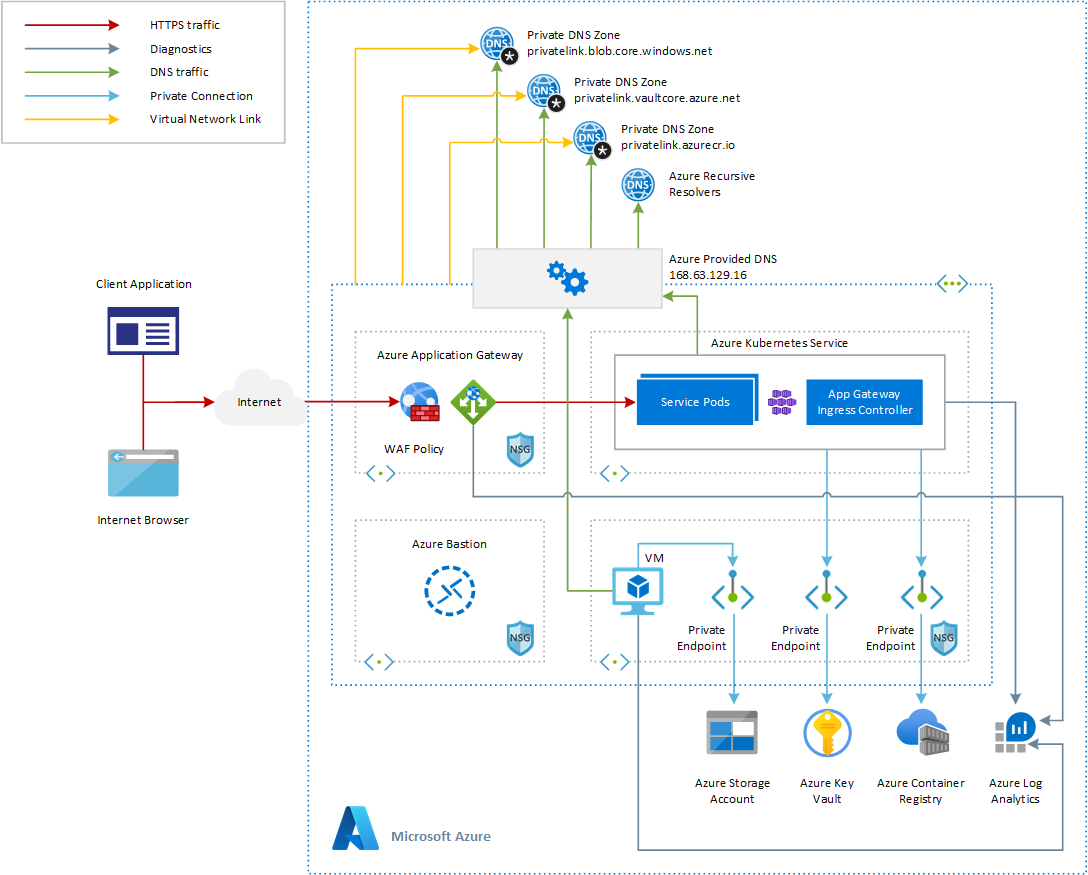 HTTPS traffic
Diagnostics
DNS traffic
Private Connection
Virtual Network Link
DNS
Private DNS Zone
privatelink.blob.core.windows.net
DNS
Private DNS Zone
privatelink.vaultcore.azure.net
DNS
Private DNS Zone
privatelink.azurecr.io
DNS
Azure Recursive
Resolvers
Azure Provided DNS
168.63.129.16
Client Application
Internet
Internet Browser
Azure Application Gateway
WAF Policy
NSG
Azure Kubernetes Service
Service Pods
App Gateway
Ingress Controller
Azure Bastion
NSG
VM
Private
Endpoint
Private
Endpoint
Private
Endpoint
NSG
Azure Storage
Account
Azure Key
Vault
Azure Container
Registry
Azure Log
Analytics
Microsoft Azure